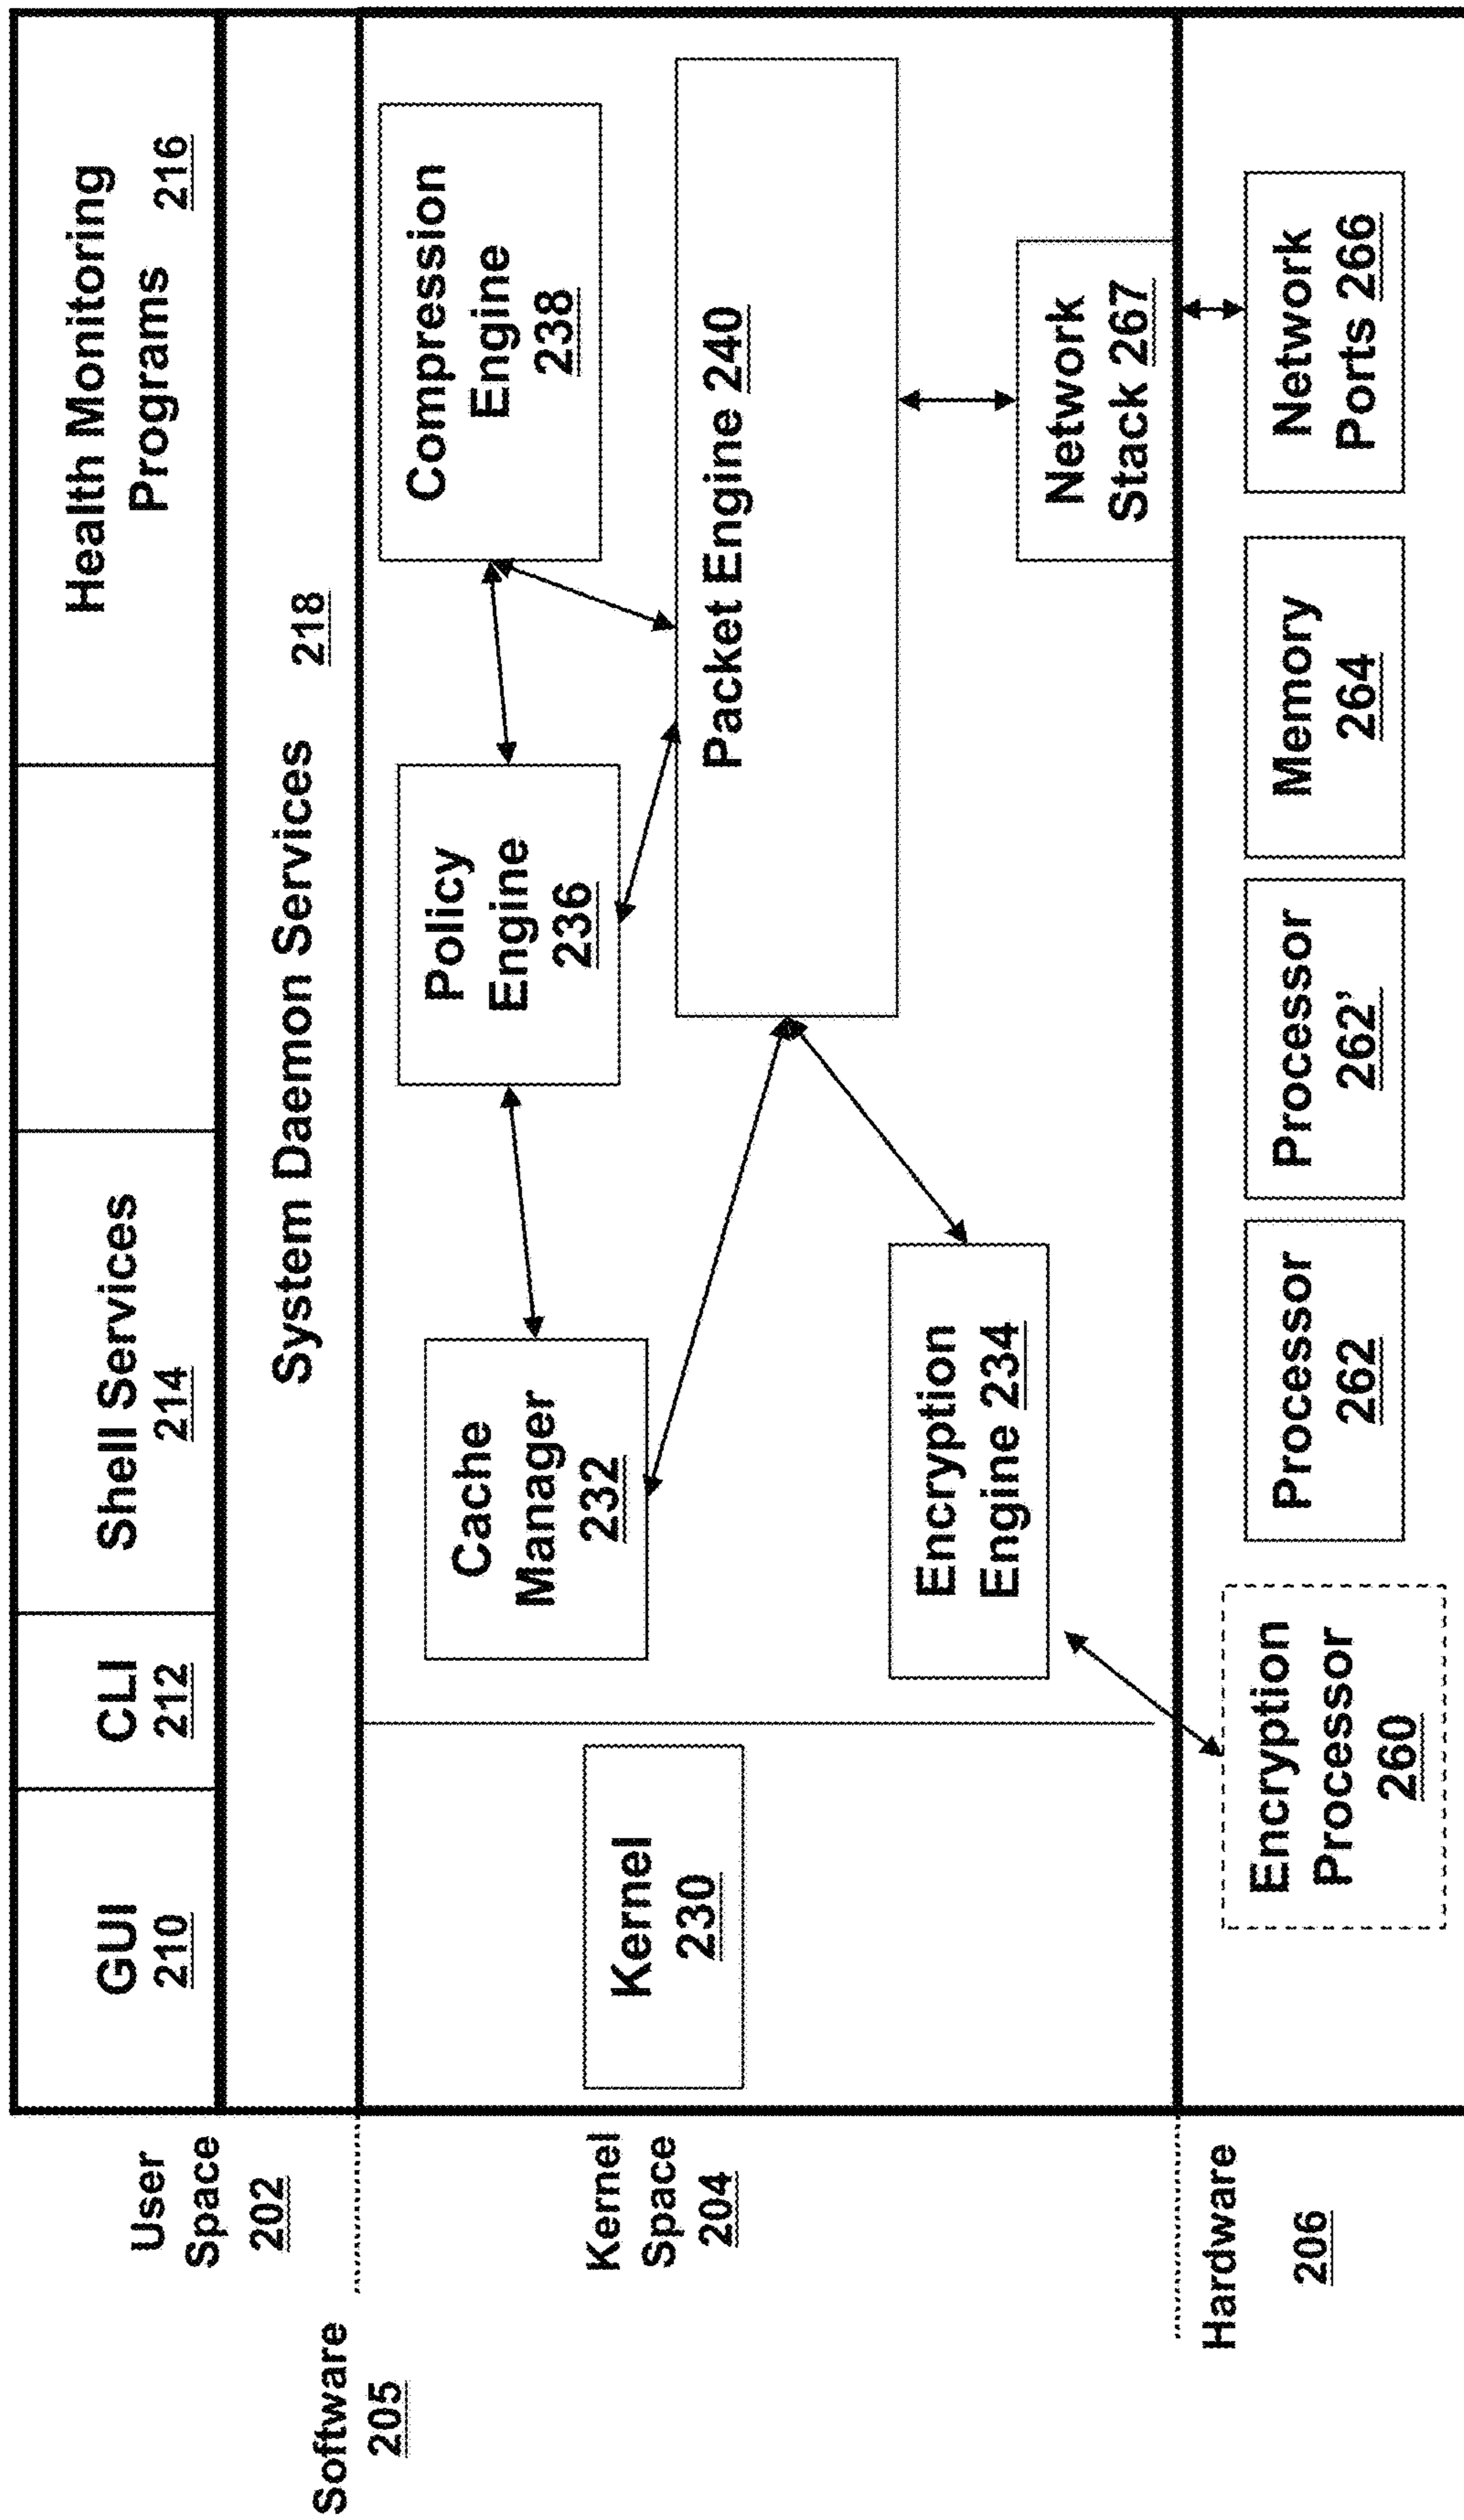 User
Space
202
GUI
210
CLI
212
Shell Services
214
Health Monitoring
Programs 216
System Daemon Services 218
Software
205
Kernel
Space
204
Kernel
230
Cache
Manager
232
Policy
Engine
236
Compression
Engine
238
Packet Engine 240
Encryption
Engine 234
Network
Stack 267
Hardware
206
Encryption
Processor
260
Processor
262
Processor
262’
Memory
264
Network
Ports 266